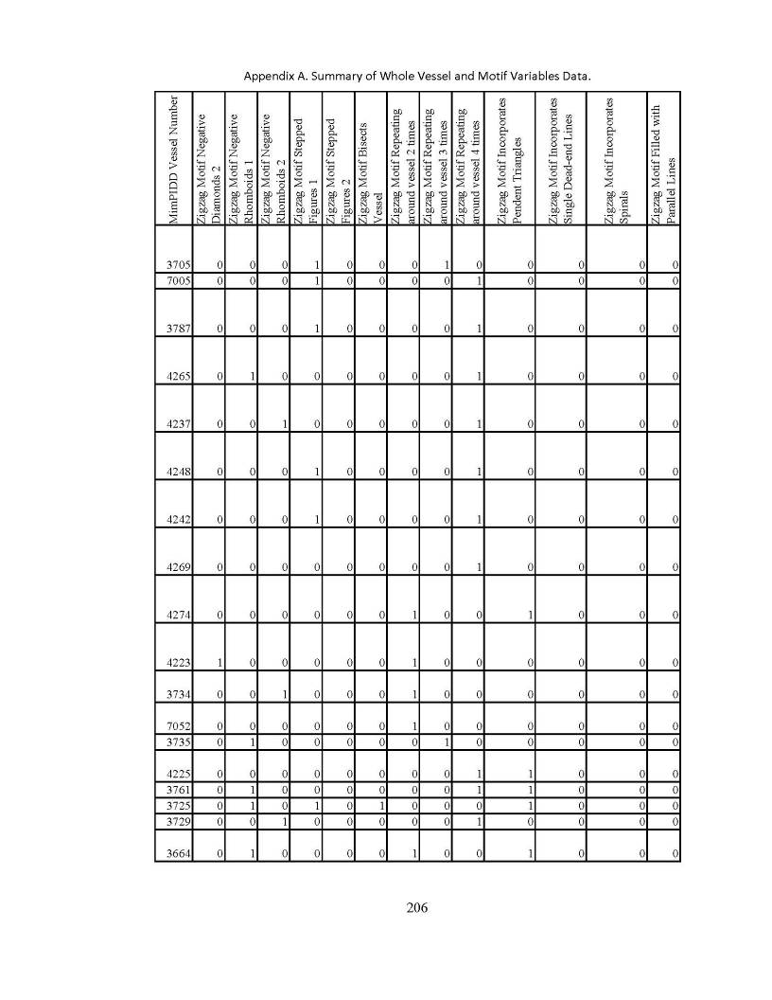 Appendix A. Summary of Whole Vessel and Motif Variables Data.
MimPIDD Vessel Number
Zigzag Motif Negative
Diamonds 2
Zigzag Motif Negative
Rhomboids 1
Zigzag Motif Negative
Rhomboids 2
Zigzag Motif Stepped
Figures 1
Zigzag Motif Stepped
Figures 2
Zigzag Motif Bisects
Vessel
Zigzag Motif Repeating
around vessel 2 times
Zigzag Motif Repeating
around vessel 3 times
Zigzag Motif Repeating
around vessel 4 times
Zigzag Motif Incorporates
Pendent Triangles
Zigzag Motif Incorporates
Single Dead-end Lines
Zigzag Motif Incorporates
Spirals
Zigzag Motif Filled with
Parallel Lines
3705 0 0 0 1 0 0 0 1 0 0 0 0 0
7005 0 0 0 1 0 0 0 0 1 0 0 0 0
3787 0 0 0 1 0 0 0 0 1 0 0 0 0
4265 0 1 0 0 0 0 0 0 1 0 0 0 0
4237 0 0 1 0 0 0 0 0 1 0 0 0 0
4248 0 0 0 1 0 0 0 0 1 0 0 0 0
4242 0 0 0 1 0 0 0 0 1 0 0 0 0
4269 0 0 0 0 0 0 0 0 1 0 0 0 0
4274 0 0 0 0 0 0 1 0 0 1 0 0 0
4223 1 0 0 0 0 0 1 0 0 0 0 0 0
3734 0 0 1 0 0 0 1 0 0 0 0 0 0
7052 0 0 0 0 0 0 1 0 0 0 0 0 0
3735 0 1 0 0 0 0 0 1 0 0 0 0 0
4225 0 0 0 0 0 0 0 0 1 1 0 0 0
3761 0 1 0 0 0 0 0 0 1 1 0 0 0
3725 0 1 0 1 0 1 0 0 0 1 0 0 0
3729 0 0 1 0 0 0 0 0 1 0 0 0 0
3664 0 1 0 0 0 0 1 0 0 1 0 0 0
206